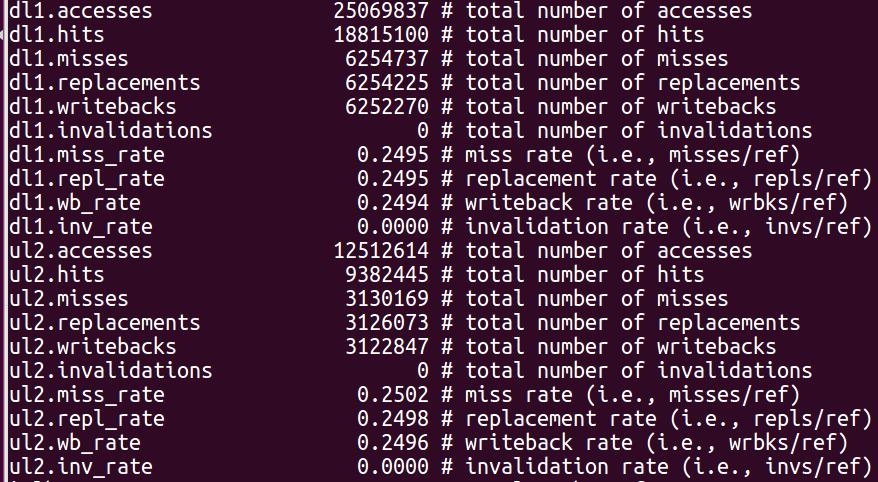 dl1.accesses 25069837 # total number of accesses
dl1.hits 18815100 # total number of hits
dl1.misses 6254737 # total number of misses
dl1.replacements 6254225 # total number of replacements
dl1.writebacks 6252270 # total number of writebacks
dl1.invalidations 0 # total number of invalidations
dl1.miss_rate 0.2495 # miss rate (i.e., misses/ref)
dl1.repl_rate 0.2495 # replacement rate (i.e., repls/ref)
dl1.wb_rate 0.2494 # writeback rate (i.e., wrbks/ref)
dl1.inv_rate 0.0000 # invalidation rate (i.e., invs/ref)
ul2.accesses 12512614 # total number of accesses
ul2.hits 9382445 # total number of hits
ul2.misses 3130169 # total number of misses
ul2.replacements 3126073 # total number of replacements
ul2.writebacks 3122847 # total number of writebacks
ul2.invalidations 0 # total number of invalidations
ul2.miss_rate 0.2502 # miss rate (i.e., misses/ref)
ul2.repl_rate 0.2498 # replacement rate (i.e., repls/ref)
ul2.wb_rate 0.2496 # writeback rate (i.e., wrbks/ref)
ul2.inv_rate 0.0000 # invalidation rate (i.e., invs/ref)